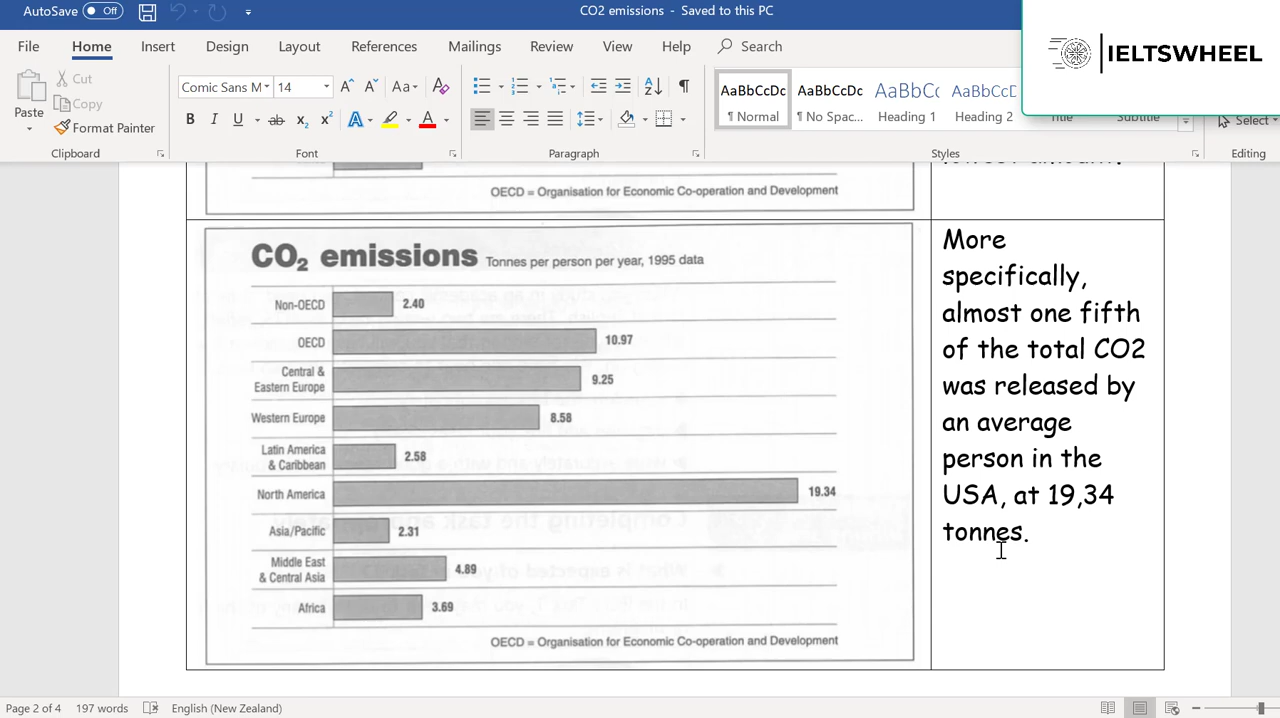 AutoSave Off CO2 emissions - Saved to this PC
File Home Insert Design Layout References Mailings Review View Help Search
IELTSWHEEL
Paste
Cut
Copy
Format Painter
Comic Sans M 14
AaBbCcDc AaBbCcDc AaBbCc AaBbCcD
¶ Normal ¶ No Spac... Heading 1 Heading 2 Title Subtitle
Select
Clipboard Font Paragraph Styles Editing
OECD = Organisation for Economic Co-operation and Development
CO2 emissions Tonnes per person per year, 1995 data
Non-OECD 2.40
OECD 10.97
Central &
Eastern Europe 9.25
Western Europe 8.58
Latin America
& Caribbean 2.58
North America 19.34
Asia/Pacific 2.31
Middle East
& Central Asia 4.89
Africa 3.69
OECD = Organisation for Economic Co-operation and Development
More
specifically,
almost one fifth
of the total CO2
was released by
an average
person in the
USA, at 19,34
tonnes.
Page 2 of 4 197 words English (New Zealand)